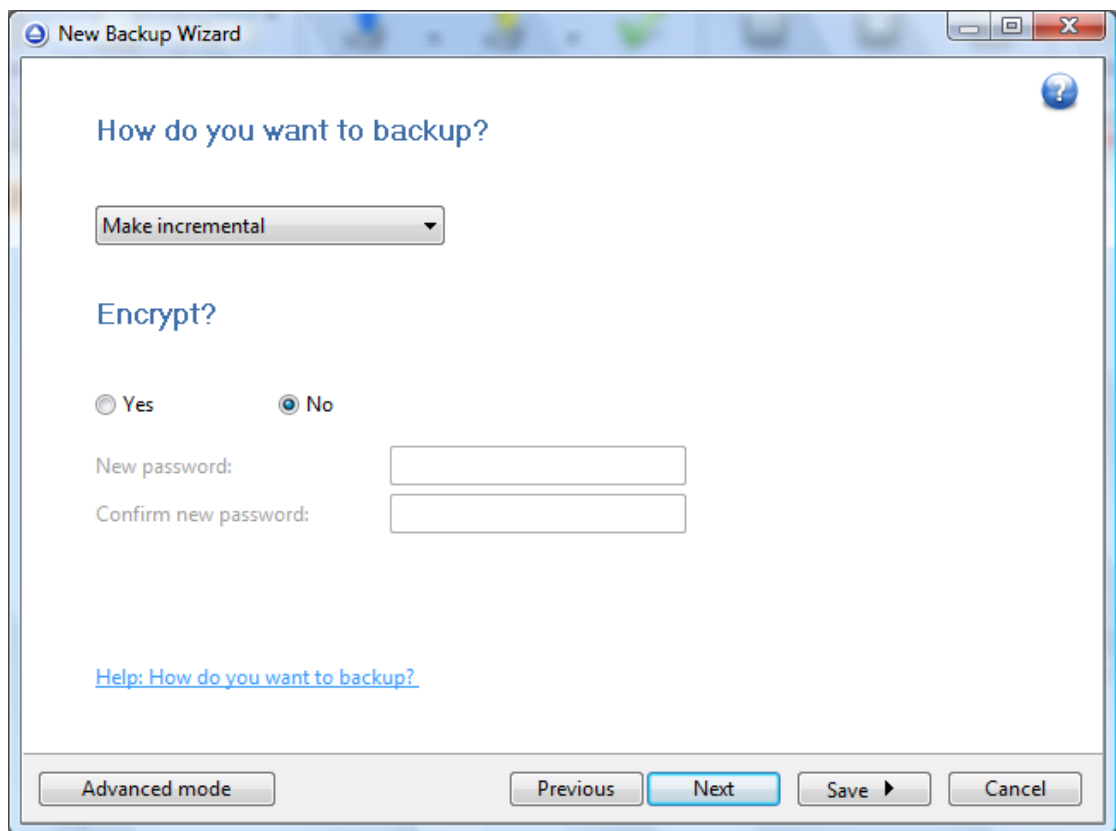 New Backup Wizard
How do you want to backup?
Make incremental
Encrypt?
Yes No
New password:
Confirm new password:
Help: How do you want to backup?
Advanced mode Previous Next Save Cancel